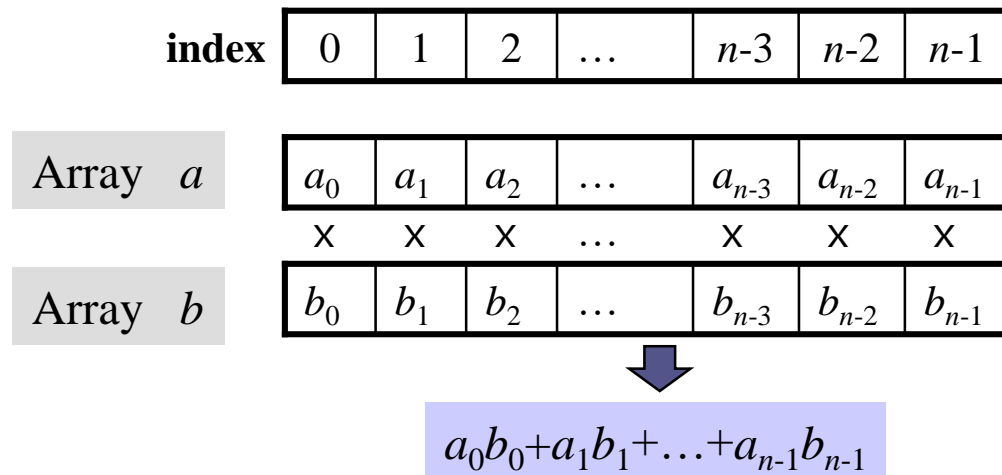 index 0 1 2 … n-3 n-2 n-1
Array a a₀ a₁ a₂ … aₙ₋₃ aₙ₋₂ aₙ₋₁
x x x … x x x
Array b b₀ b₁ b₂ … bₙ₋₃ bₙ₋₂ bₙ₋₁
a₀b₀+a₁b₁+…+aₙ₋₁bₙ₋₁